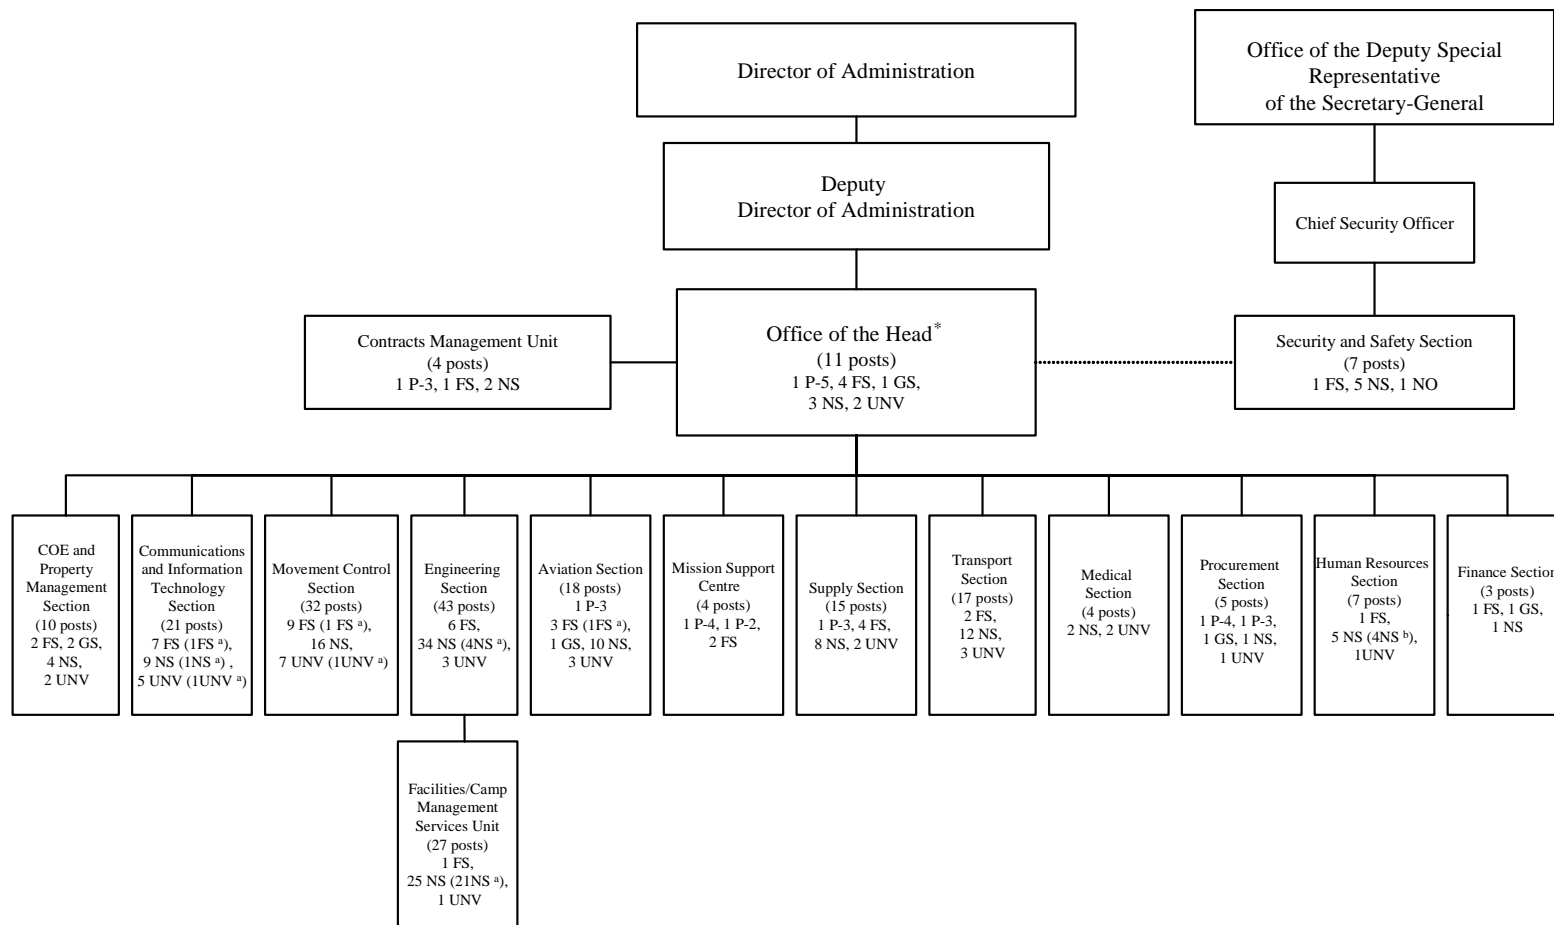 Director of Administration
Office of the Deputy Special
Representative
of the Secretary-General
Deputy
Director of Administration
Chief Security Officer
Contracts Management Unit
(4 posts)
1 P-3, 1 FS, 2 NS
Office of the Head*
(11 posts)
1 P-5, 4 FS, 1 GS,
3 NS, 2 UNV
Security and Safety Section
(7 posts)
1 FS, 5 NS, 1 NO
COE and
Property
Management
Section
(10 posts)
2 FS, 2 GS,
4 NS,
2 UNV
Communications
and Information
Technology
Section
(21 posts)
7 FS (1FS a),
9 NS (1NS a) ,
5 UNV (1UNV a)
Movement Control
Section
(32 posts)
9 FS (1 FS a),
16 NS,
7 UNV (1UNV a)
Engineering
Section
(43 posts)
6 FS,
34 NS (4NS a),
3 UNV
Aviation Section
(18 posts)
1 P-3
3 FS (1FS a),
1 GS, 10 NS,
3 UNV
Mission Support
Centre
(4 posts)
1 P-4, 1 P-2,
2 FS
Supply Section
(15 posts)
1 P-3, 4 FS,
8 NS, 2 UNV
Transport
Section
(17 posts)
2 FS,
12 NS,
3 UNV
Medical
Section
(4 posts)
2 NS, 2 UNV
Procurement
Section
(5 posts)
1 P-4, 1 P-3,
1 GS, 1 NS,
1 UNV
Human Resources
Section
(7 posts)
1 FS,
5 NS (4NS b),
1UNV
Finance Section
(3 posts)
1 FS, 1 GS,
1 NS
Facilities/Camp
Management
Services Unit
(27 posts)
1 FS,
25 NS (21NS a),
1 UNV